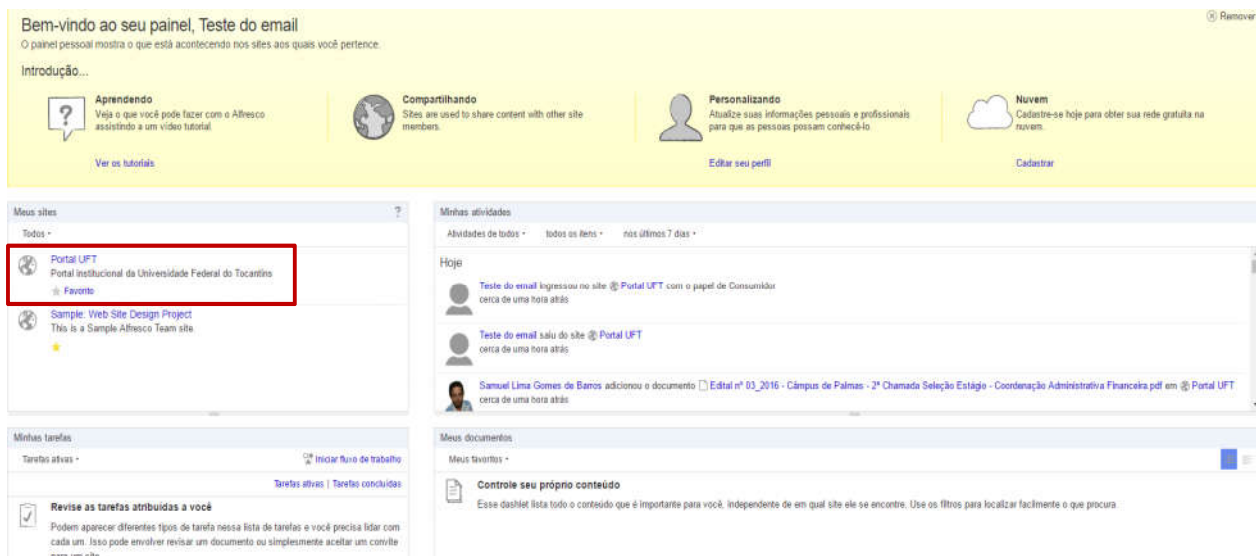 Bem-vindo ao seu painel, Teste do email
Remover
O painel pessoal mostra o que está acontecendo nos sites aos quais você pertence.
Introdução...
Aprendendo
Veja o que você pode fazer com o Alfresco
assistindo a um vídeo tutorial.
Ver os tutoriais
Compartilhando
Sites are used to share content with other site
members.
Personalizando
Atualize suas informações pessoais e profissionais
para que as pessoas possam conhecê-lo.
Editar seu perfil
Nuvem
Cadastre-se hoje para obter sua rede gratuita na
nuvem.
Cadastrar
Meus sites
?
Todos
Portal UFT
Portal institucional da Universidade Federal do Tocantins
Favorito
Sample: Web Site Design Project
This is a Sample Alfresco Team site.
Minhas atividades
Atividades de todos todos os itens nos últimos 7 dias
Hoje
Teste do email ingressou no site Portal UFT com o papel de Consumidor
cerca de uma hora atrás
Teste do email saiu do site Portal UFT
cerca de uma hora atrás
Samuel Lima Gomes de Barros adicionou o documento Edital nº 03_2016 - Câmpus de Palmas - 2ª Chamada Seleção Estágio - Coordenação Administrativa Financeira.pdf em Portal UFT
cerca de uma hora atrás
Minhas tarefas
Tarefas ativas Iniciar fluxo de trabalho
Tarefas ativas | Tarefas concluídas
Revise as tarefas atribuídas a você
Podem aparecer diferentes tipos de tarefa nessa lista de tarefas e você precisa lidar com
cada um. Isso pode envolver revisar um documento ou simplesmente aceitar um convite
para um site.
Meus documentos
Meus favoritos
Controle seu próprio conteúdo
Esse dashlet lista todo o conteúdo que é importante para você, independente de em qual site ele se encontre. Use os filtros para localizar facilmente o que procura.